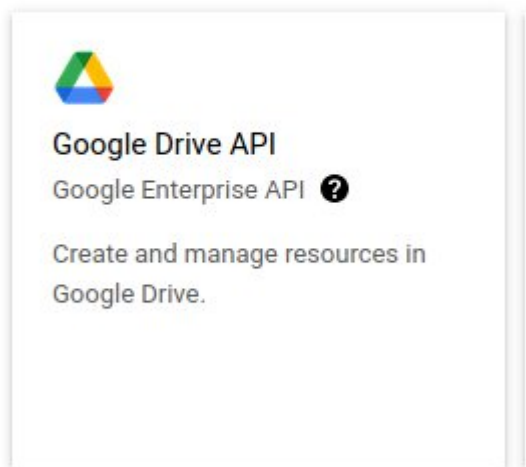 Google Drive API
Google Enterprise API ?
Create and manage resources in
Google Drive.